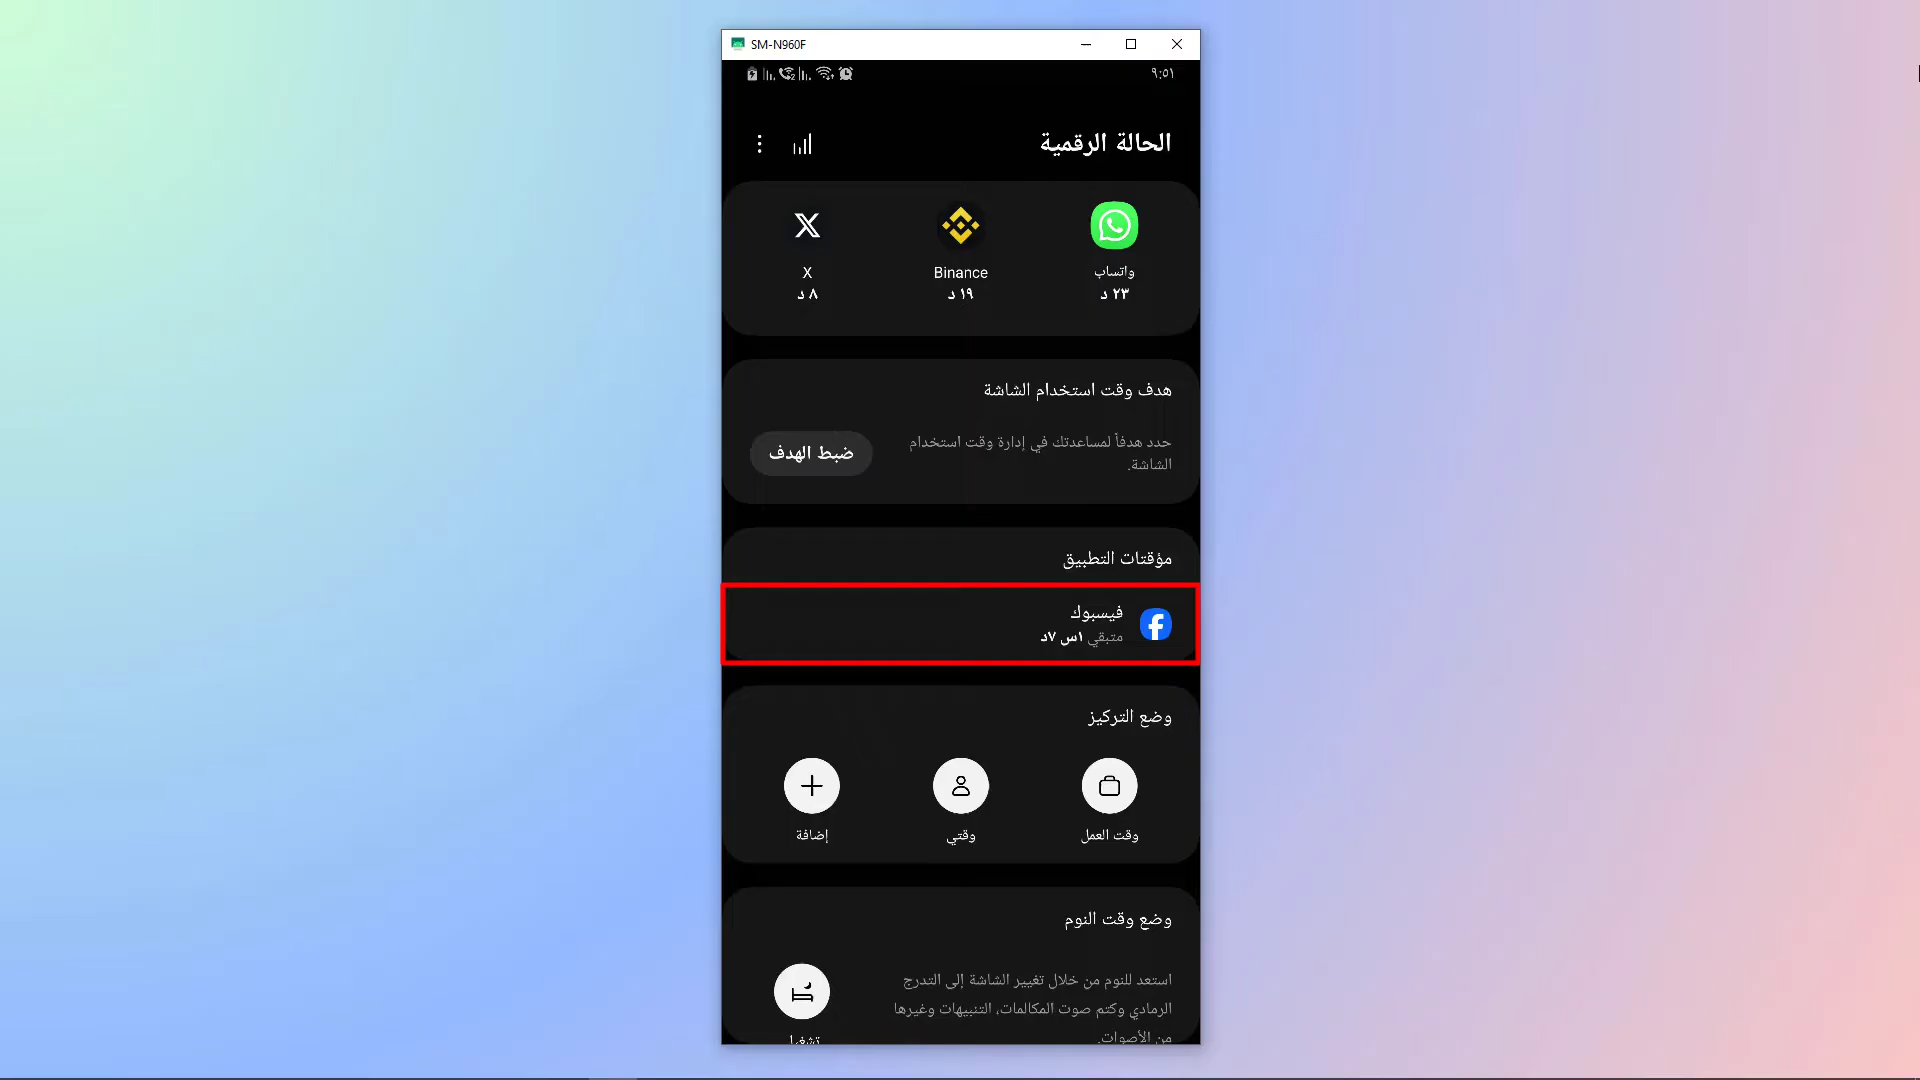 SM-N960F
٩:٥١
الحالة الرقمية
واتساب
٢٣ د
Binance
١٩ د
X
٨ د
هدف وقت استخدام الشاشة
حدد هدفاً لمساعدتك في إدارة وقت استخدام
الشاشة.
ضبط الهدف
مؤقتات التطبيق
فيسبوك
متبقي ١س ٧د
وضع التركيز
وقت العمل
وقتي
إضافة
وضع وقت النوم
استعد للنوم من خلال تغيير الشاشة إلى التدرج
الرمادي وكتم صوت المكالمات، التنبيهات وغيرها
من الأصوات.
تشغيل